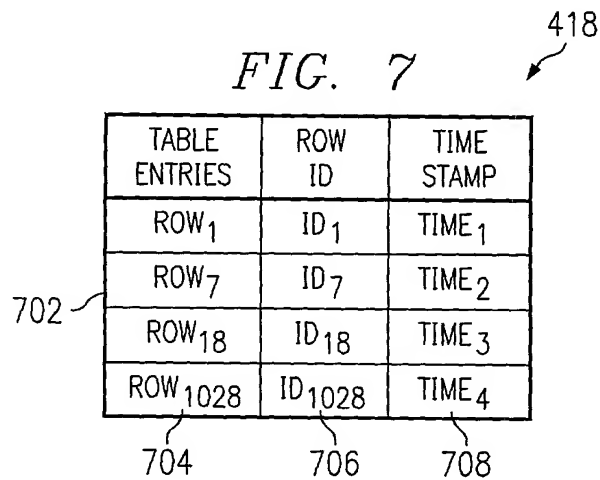 418
FIG. 7
TABLE ENTRIES ROW ID TIME STAMP
ROW1 ID1 TIME1
ROW7 ID7 TIME2
702
ROW18 ID18 TIME3
ROW1028 ID1028 TIME4
704 706 708